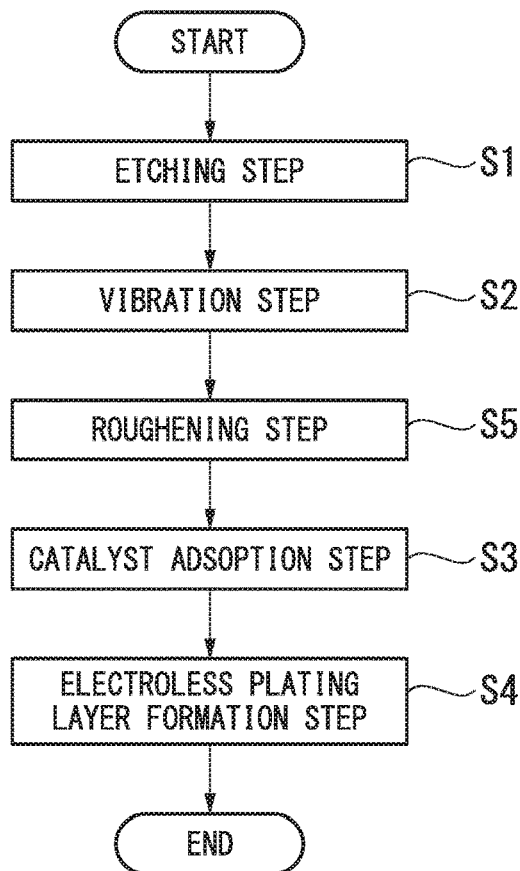 START
ETCHING STEP
S1
VIBRATION STEP
S2
ROUGHENING STEP
S5
CATALYST ADSOPTION STEP
S3
ELECTROLESS PLATING
LAYER FORMATION STEP
S4
END